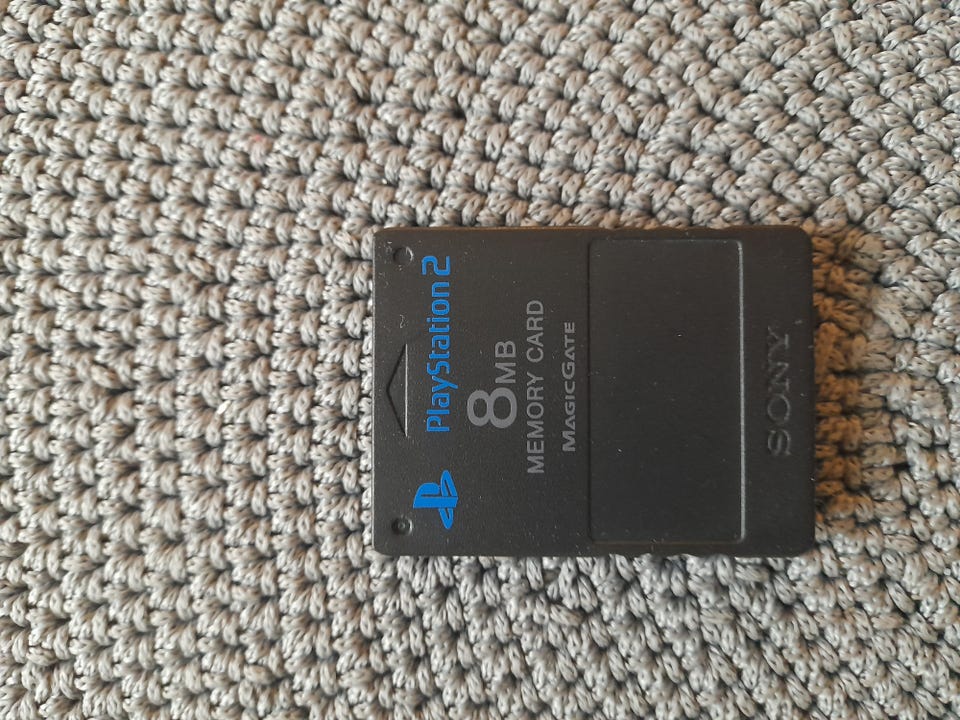 PlayStation 2
8MB
MEMORY CARD
MAGICGATE
SONY